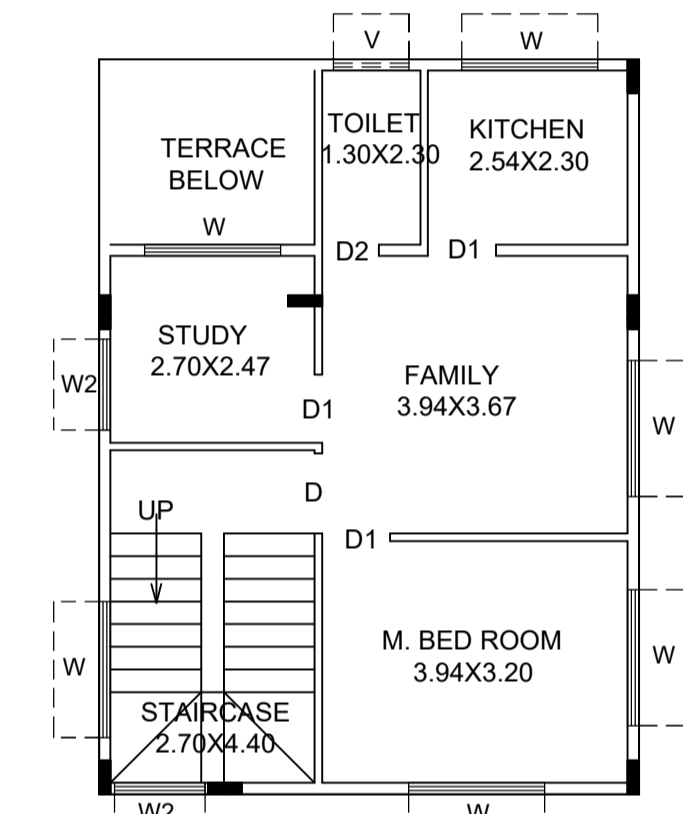 V
W
TOILET
1.30X2.30
KITCHEN
2.54X2.30
TERRACE
BELOW
W
D2
D1
STUDY
2.70X2.47
W2
FAMILY
3.94X3.67
D1
W
D
UP
D1
M. BED ROOM
3.94X3.20
W
W
STAIRCASE
2.70X4.40
W2
W